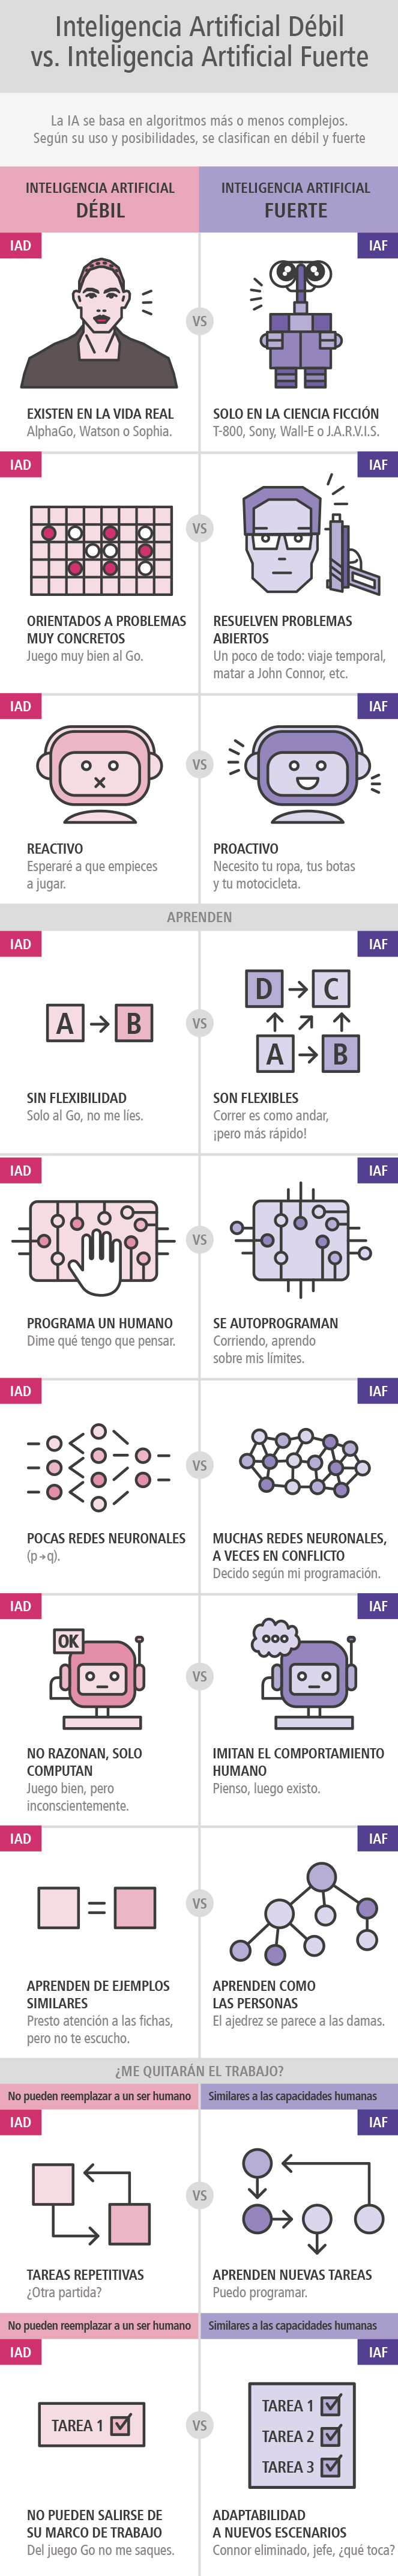 Inteligencia Artificial Débil
vs. Inteligencia Artificial Fuerte
La IA se basa en algoritmos más o menos complejos.
Según su uso y posibilidades, se clasifican en débil y fuerte
INTELIGENCIA ARTIFICIAL
DÉBIL
INTELIGENCIA ARTIFICIAL
FUERTE
IAD
IAF
VS
EXISTEN EN LA VIDA REAL
AlphaGo, Watson o Sophia.
SOLO EN LA CIENCIA FICCIÓN
T-800, Sony, Wall-E o J.A.R.V.I.S.
IAD
IAF
VS
ORIENTADOS A PROBLEMAS
MUY CONCRETOS
Juego muy bien al Go.
RESUELVEN PROBLEMAS
ABIERTOS
Un poco de todo: viaje temporal,
matar a John Connor, etc.
IAD
IAF
VS
REACTIVO
Esperaré a que empieces
a jugar.
PROACTIVO
Necesito tu ropa, tus botas
y tu motocicleta.
APRENDEN
IAD
IAF
A
B
VS
D
C
A
B
SIN FLEXIBILIDAD
Solo al Go, no me líes.
SON FLEXIBLES
Correr es como andar,
¡pero más rápido!
IAD
IAF
VS
PROGRAMA UN HUMANO
Dime qué tengo que pensar.
SE AUTOPROGRAMAN
Corriendo, aprendo
sobre mis límites.
IAD
IAF
VS
POCAS REDES NEURONALES
(p→q).
MUCHAS REDES NEURONALES,
A VECES EN CONFLICTO
Decido según mi programación.
IAD
IAF
OK
VS
NO RAZONAN, SOLO
COMPUTAN
Juego bien, pero
inconscientemente.
IMITAN EL COMPORTAMIENTO
HUMANO
Pienso, luego existo.
IAD
IAF
=
VS
APRENDEN DE EJEMPLOS
SIMILARES
Presto atención a las fichas,
pero no te escucho.
APRENDEN COMO
LAS PERSONAS
El ajedrez se parece a las damas.
¿ME QUITARÁN EL TRABAJO?
No pueden reemplazar a un ser humano
Similares a las capacidades humanas
IAD
IAF
VS
TAREAS REPETITIVAS
¿Otra partida?
APRENDEN NUEVAS TAREAS
Puedo programar.
No pueden reemplazar a un ser humano
Similares a las capacidades humanas
IAD
IAF
TAREA 1
VS
TAREA 1
TAREA 2
TAREA 3
NO PUEDEN SALIRSE DE
SU MARCO DE TRABAJO
Del juego Go no me saques.
ADAPTABILIDAD
A NUEVOS ESCENARIOS
Connor eliminado, jefe, ¿qué toca?